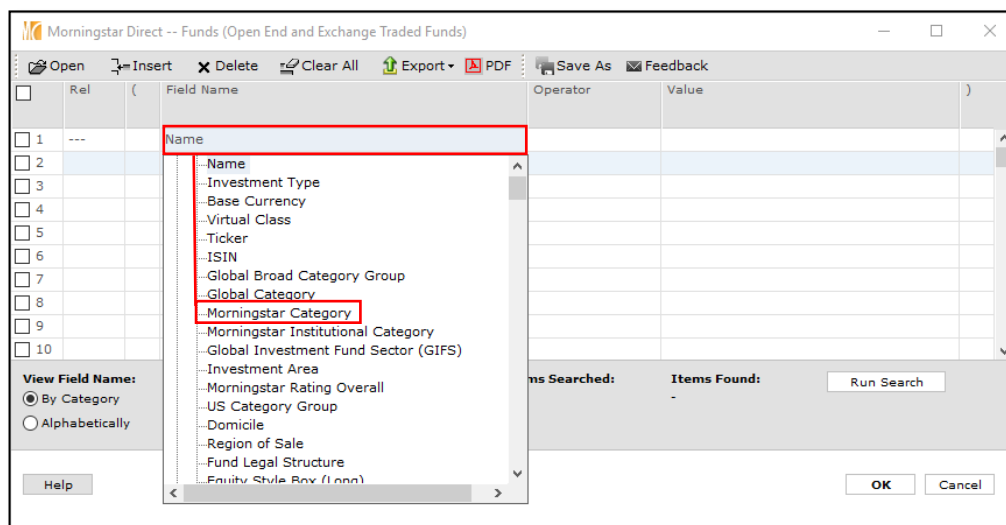 Morningstar Direct -- Funds (Open End and Exchange Traded Funds)
Open Insert Delete Clear All Export PDF Save As Feedback
Rel ( Field Name Operator Value )
1 --- Name
2 Name
Investment Type
3
Base Currency
4 Virtual Class
5 Ticker
6 ISIN
7 Global Broad Category Group
8 Global Category
Morningstar Category
9 Morningstar Institutional Category
10 Global Investment Fund Sector (GIFS)
Investment Area
View Field Name: ms Searched: Items Found: Run Search
Morningstar Rating Overall
By Category -
US Category Group
Alphabetically Domicile
Region of Sale
Fund Legal Structure
Equity Style Box (Long)
Help OK Cancel